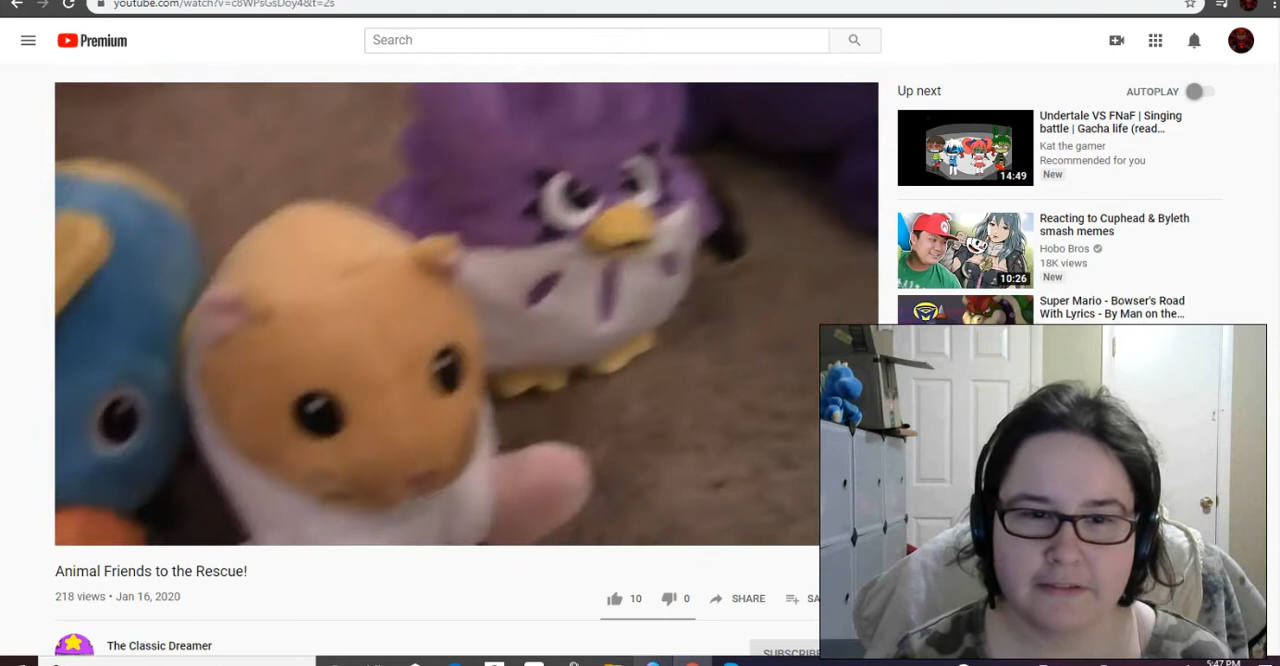 youtube.com/watch?v=c8WPsGsDoy4&t=2s
Premium
Search
Up next
AUTOPLAY
Undertale VS FNaF | Singing
battle | Gacha life (read...
Kat the gamer
Recommended for you
New
14:49
Reacting to Cuphead & Byleth
smash memes
Hobo Bros
18K views
New
10:26
Super Mario - Bowser's Road
With Lyrics - By Man on the...
Animal Friends to the Rescue!
218 views • Jan 16, 2020
10
0
SHARE
SA
The Classic Dreamer
SUBSCRIBE
5:47 PM